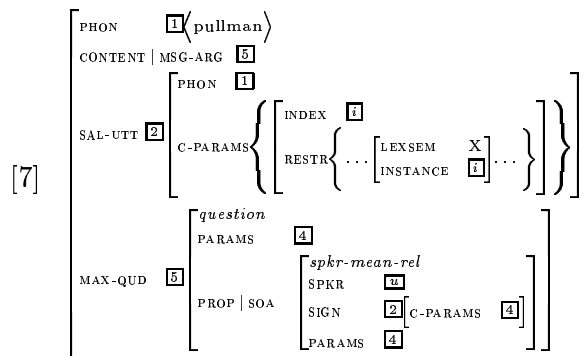 PHON 1 ⟨pullman⟩
CONTENT | MSG-ARG 5
PHON 1
INDEX i
SAL-UTT 2
C-PARAMS { RESTR { ... LEXSEM X ... } }
INSTANCE i
[7]
question
PARAMS 4
spkr-mean-rel
MAX-QUD 5
SPKR u
PROP | SOA
SIGN 2 [C-PARAMS 4]
PARAMS 4